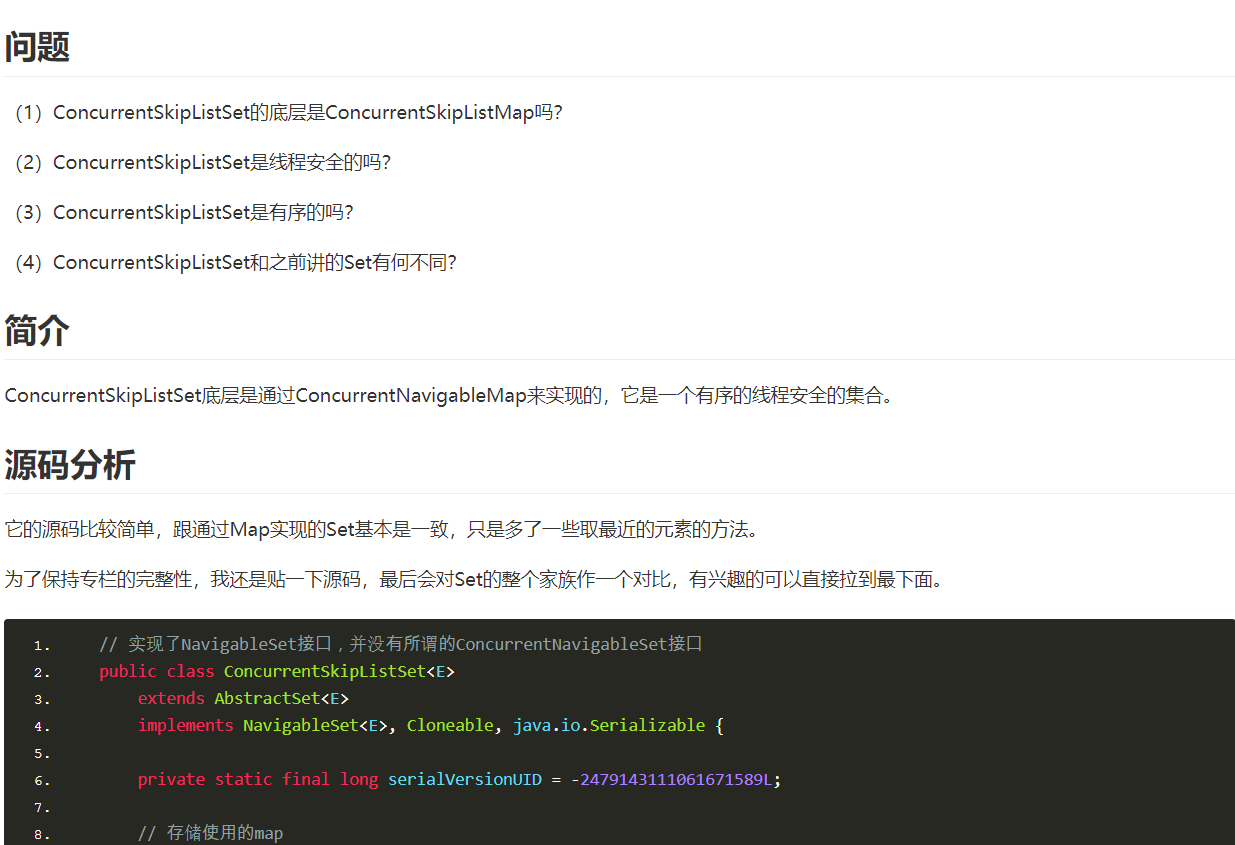 问题
（1）ConcurrentSkipListSet的底层是ConcurrentSkipListMap吗？
（2）ConcurrentSkipListSet是线程安全的吗？
（3）ConcurrentSkipListSet是有序的吗？
（4）ConcurrentSkipListSet和之前讲的Set有何不同？
简介
ConcurrentSkipListSet底层是通过ConcurrentNavigableMap来实现的，它是一个有序的线程安全的集合。
源码分析
它的源码比较简单，跟通过Map实现的Set基本是一致，只是多了一些取最近的元素的方法。
为了保持专栏的完整性，我还是贴一下源码，最后会对Set的整个家族作一个对比，有兴趣的可以直接拉到最下面。
1. // 实现了NavigableSet接口，并没有所谓的ConcurrentNavigableSet接口
2. public class ConcurrentSkipListSet<E>
3. extends AbstractSet<E>
4. implements NavigableSet<E>, Cloneable, java.io.Serializable {
5.
6. private static final long serialVersionUID = -2479143111061671589L;
7.
8. // 存储使用的map